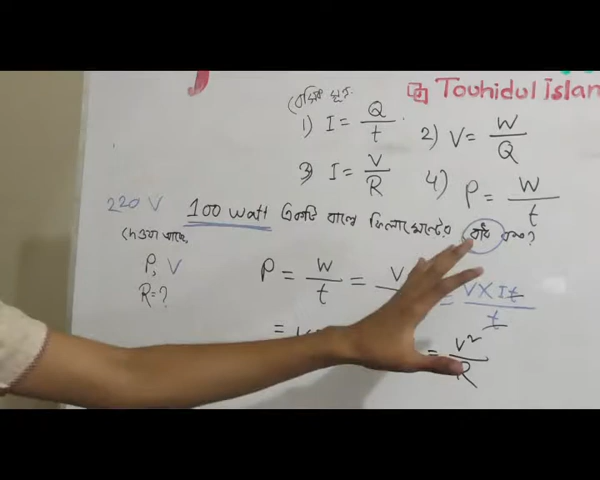 Touhidul Islam
বেসিক সূত্র
1) I = Q/t
2) V = W/Q
3) I = V/R
4) P = W/t
220 V 100 watt একটি বাল্বে ফিলামেন্টের রোধ কত?
দেওয়া আছে,
P, V
R = ?
P = W/t = V = V×It/t
= = V²/R